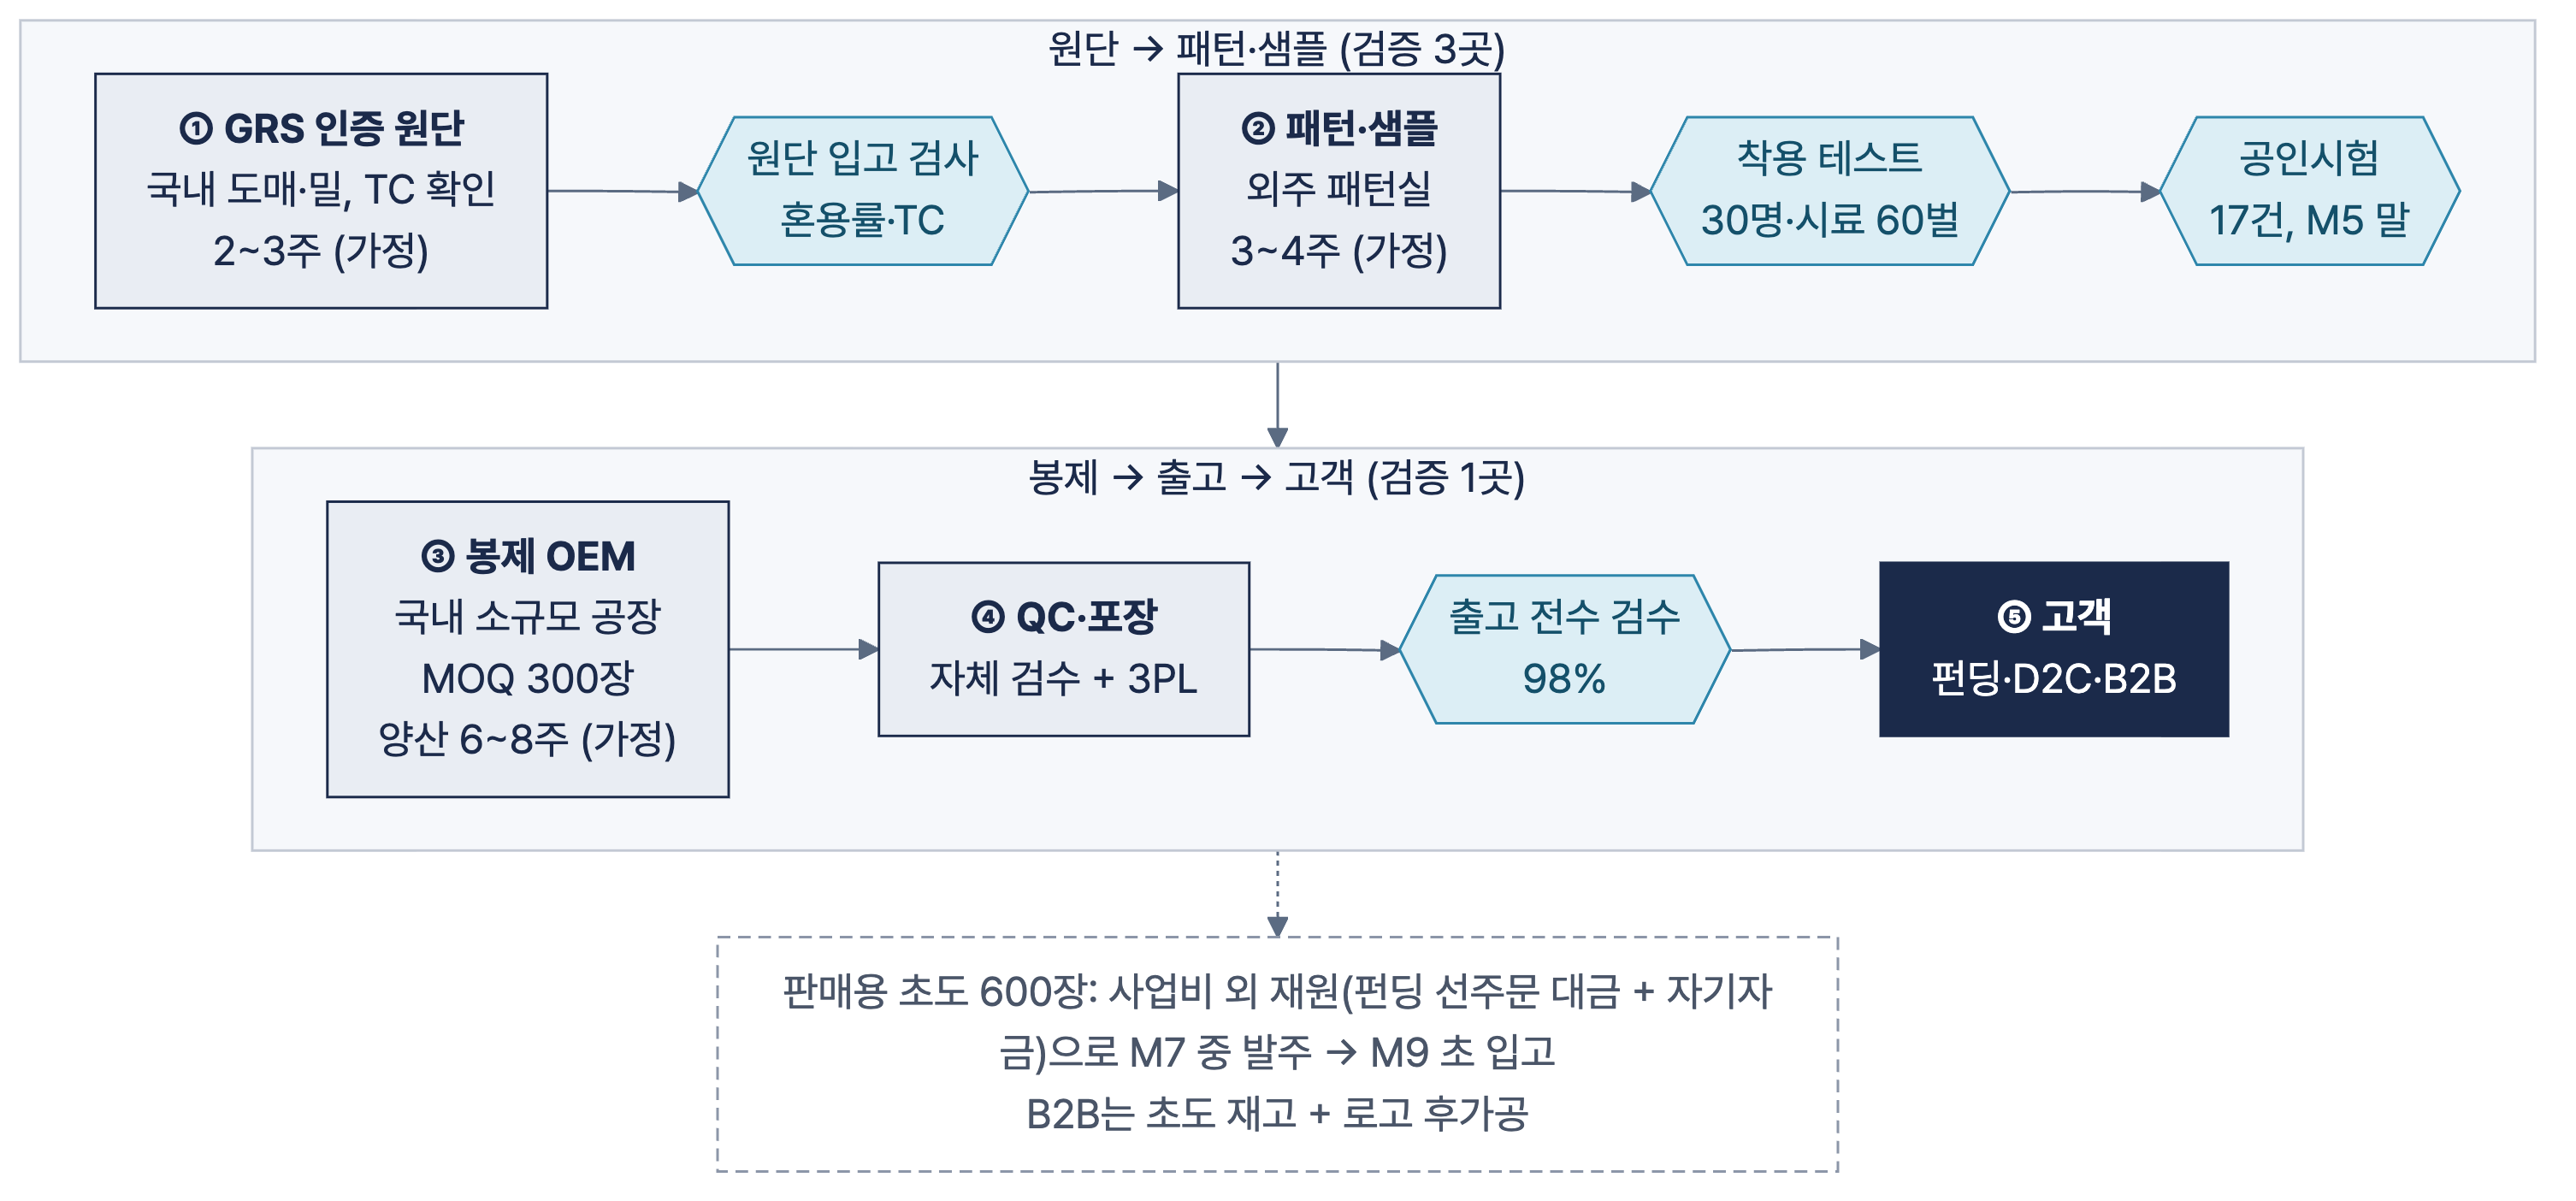 원단 → 패턴·샘플 (검증 3곳)
① GRS 인증 원단
국내 도매·밀, TC 확인
2~3주 (가정)
원단 입고 검사
혼용률·TC
② 패턴·샘플
외주 패턴실
3~4주 (가정)
착용 테스트
30명·시료 60벌
공인시험
17건, M5 말
봉제 → 출고 → 고객 (검증 1곳)
③ 봉제 OEM
국내 소규모 공장
MOQ 300장
양산 6~8주 (가정)
④ QC·포장
자체 검수 + 3PL
출고 전수 검수
98%
⑤ 고객
펀딩·D2C·B2B
판매용 초도 600장: 사업비 외 재원(펀딩 선주문 대금 + 자기자
금)으로 M7 중 발주 → M9 초 입고
B2B는 초도 재고 + 로고 후가공